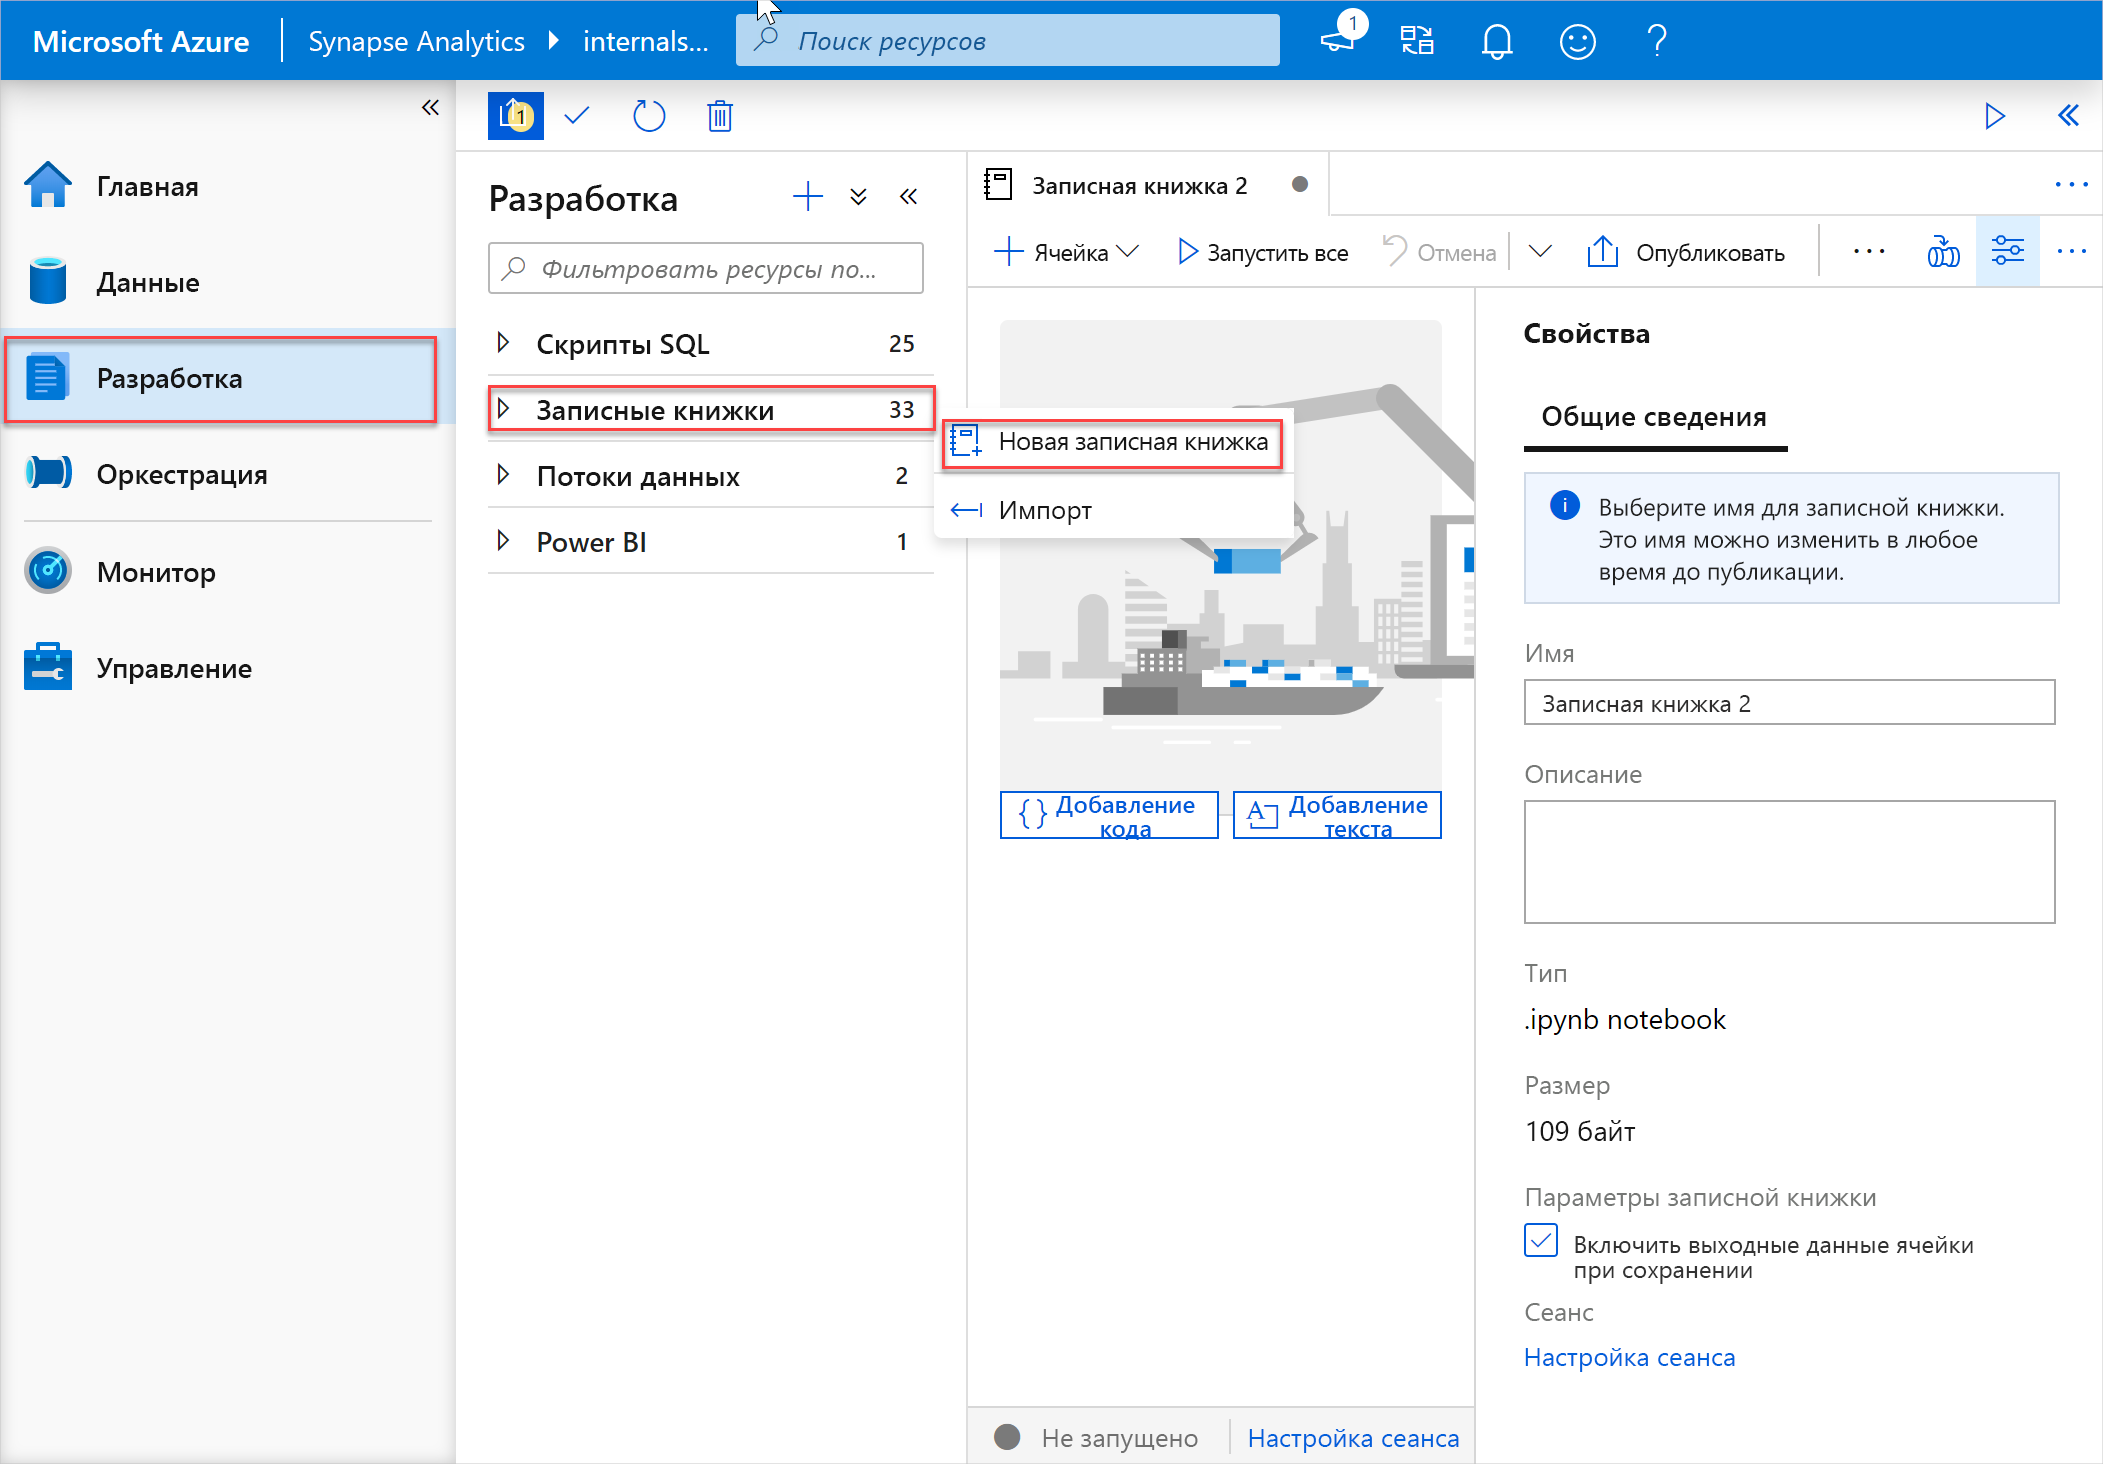 Microsoft Azure
Synapse Analytics
internals...
Поиск ресурсов
1
1
Главная
Данные
Разработка
Оркестрация
Монитор
Управление
Разработка
Фильтровать ресурсы по...
Скрипты SQL 25
Записные книжки 33
Потоки данных 2
Power BI 1
Новая записная книжка
Импорт
Записная книжка 2
Ячейка
Запустить все
Отмена
Опубликовать
Добавление
кода
Добавление
текста
Не запущено
Настройка сеанса
Свойства
Общие сведения
Выберите имя для записной книжки.
Это имя можно изменить в любое
время до публикации.
Имя
Записная книжка 2
Описание
Тип
.ipynb notebook
Размер
109 байт
Параметры записной книжки
Включить выходные данные ячейки
при сохранении
Сеанс
Настройка сеанса